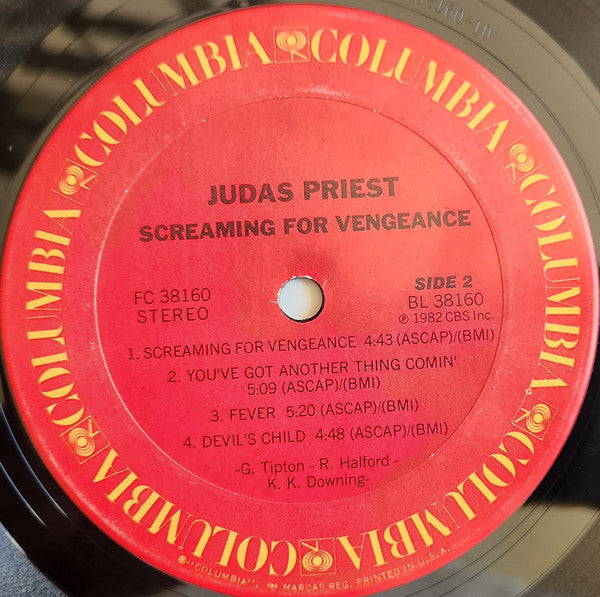 COLUMBIA COLUMBIA COLUMBIA COLUMBIA COLUMBIA COLUMBIA COLUMBIA COLUMBIA
JUDAS PRIEST
SCREAMING FOR VENGEANCE
FC 38160
STEREO
SIDE 2
BL 38160
℗ 1982 CBS Inc.
1. SCREAMING FOR VENGEANCE 4:43 (ASCAP)/(BMI)
2. YOU'VE GOT ANOTHER THING COMIN'
5:09 (ASCAP)/(BMI)
3. FEVER 5:20 (ASCAP)/(BMI)
4. DEVIL'S CHILD 4:48 (ASCAP)/(BMI)
-G. Tipton - R. Halford -
K. K. Downing-
"COLUMBIA", MARCAS REG. PRINTED IN U.S.A.